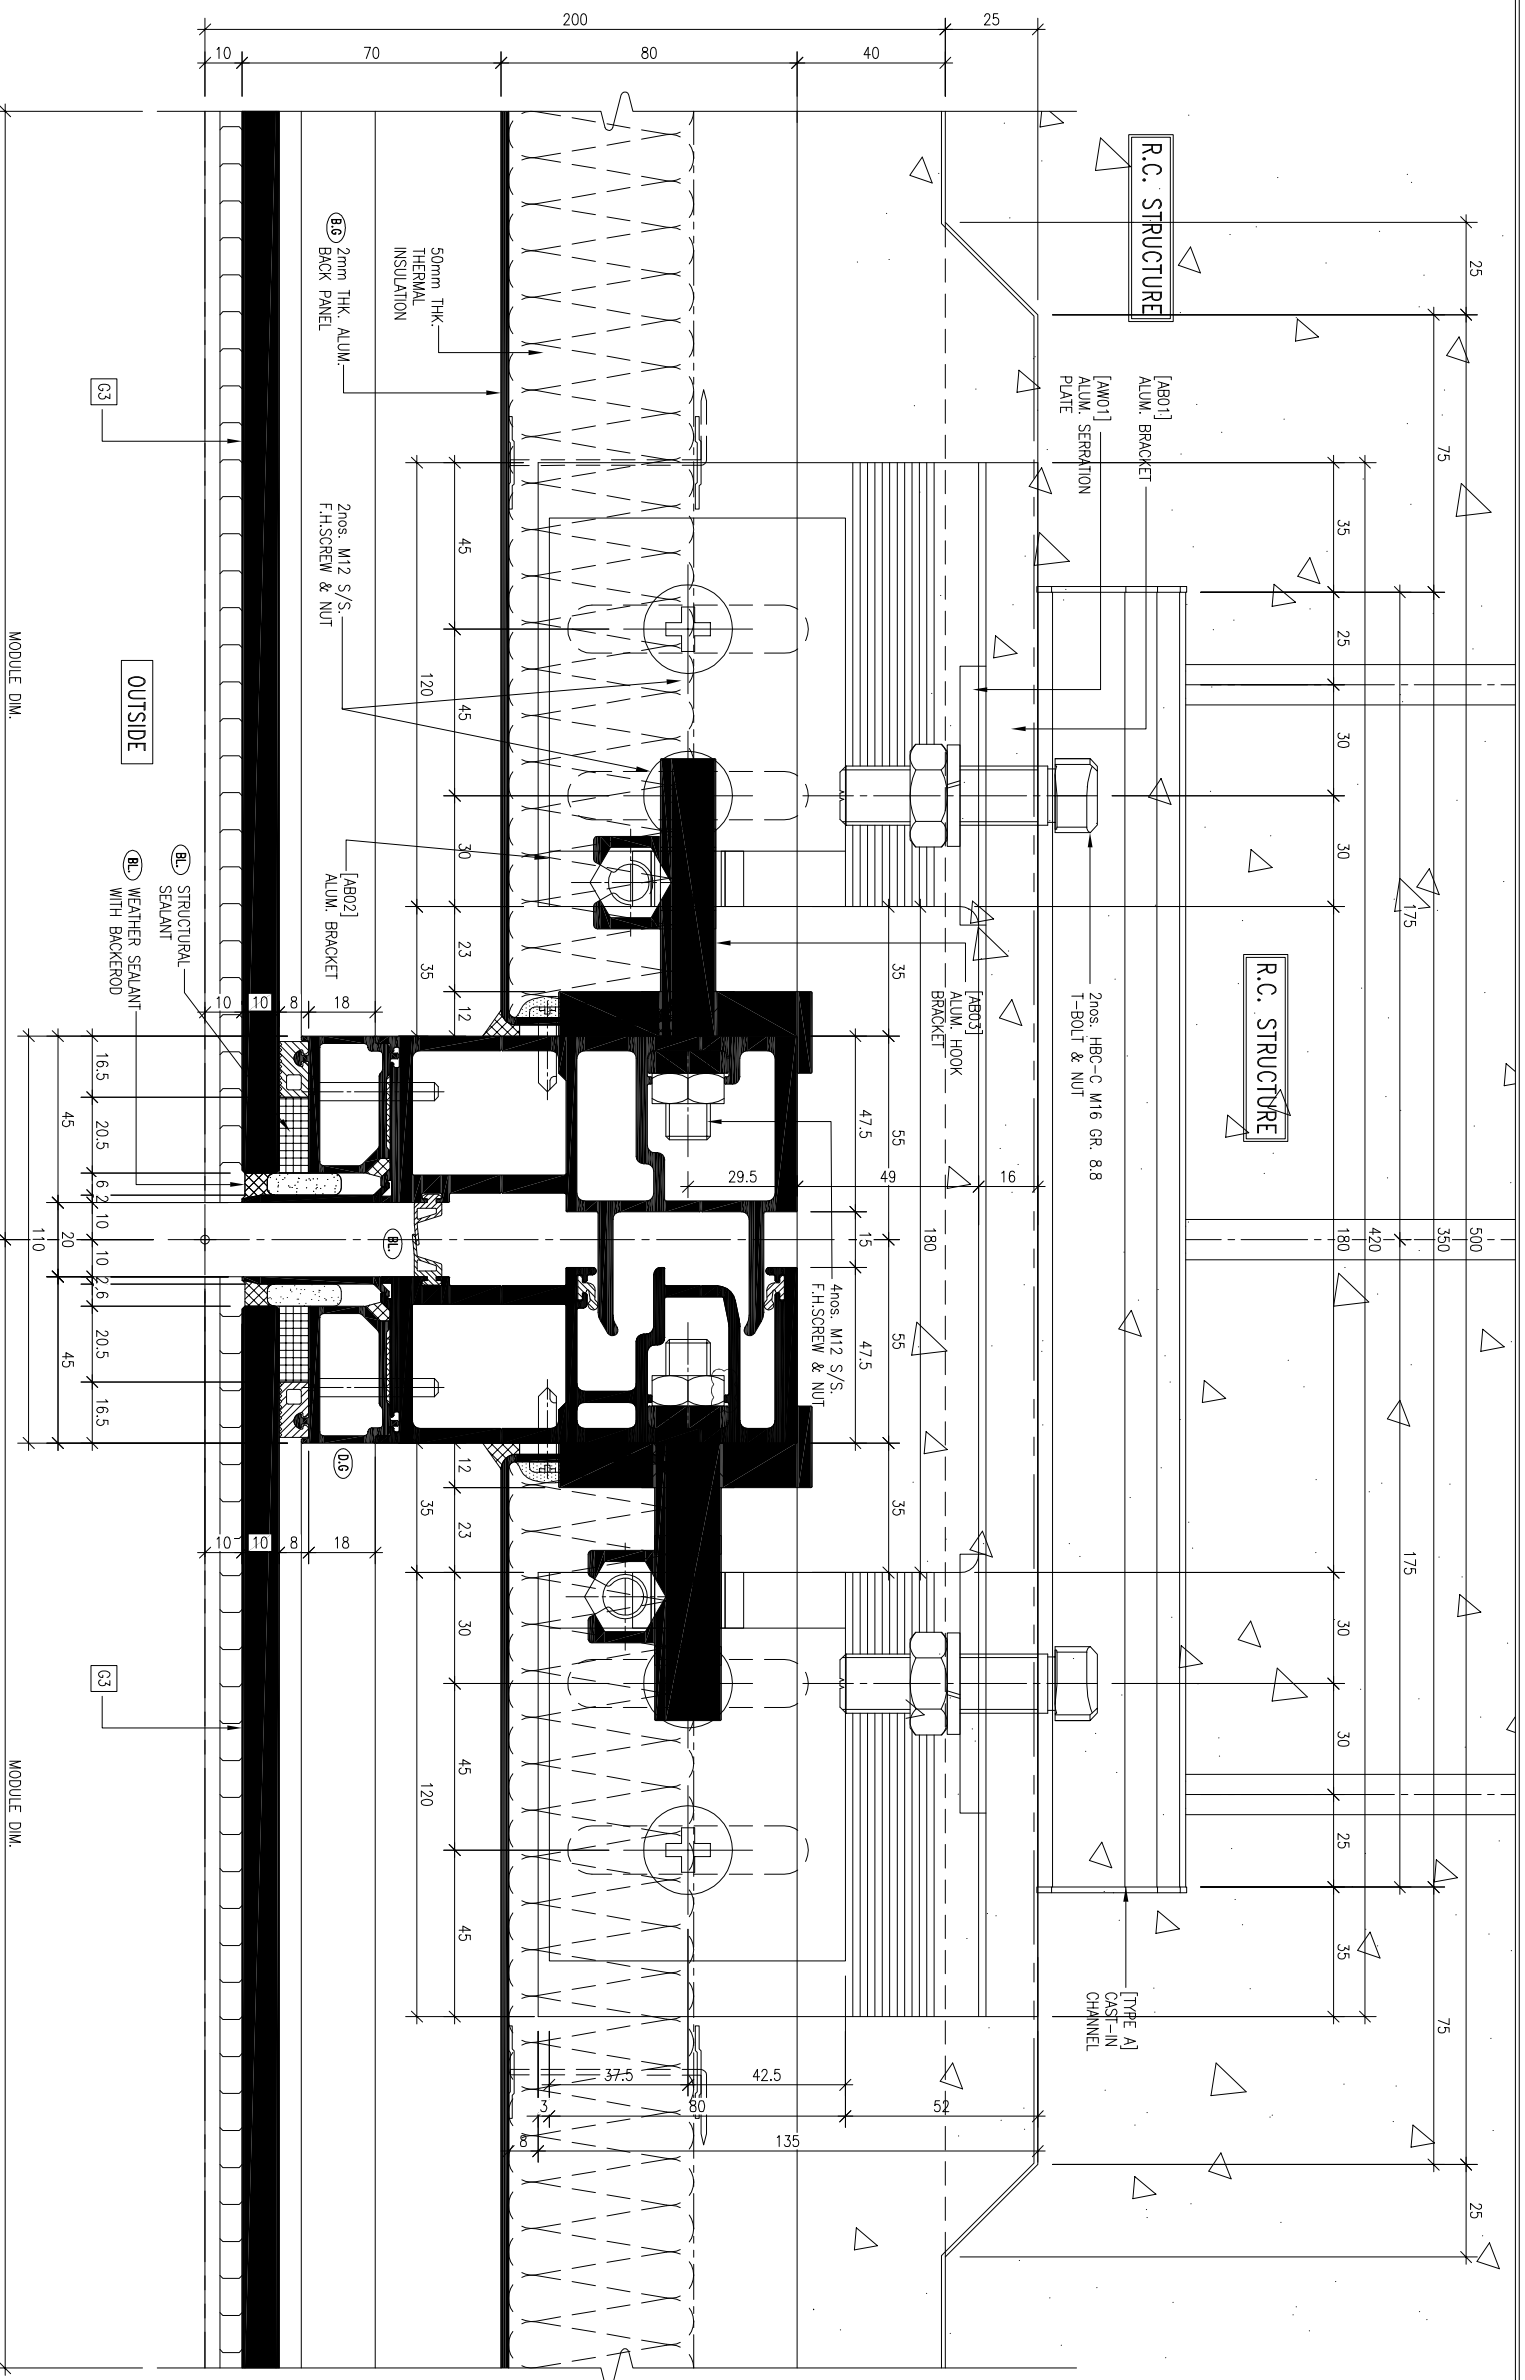 200
25
10
70
80
40
R.C. STRUCTURE
R.C. STRUCTURE
[AB01]
ALUM. BRACKET
[AW01]
ALUM. SERRATION
PLATE
50mm THK.
THERMAL
INSULATION
B.G
2mm THK. ALUM.
BACK PANEL
G3
2nos. M12 S/S.
F.H.SCREW & NUT
OUTSIDE
MODULE DIM.
[AB02]
ALUM. BRACKET
BL.
STRUCTURAL
SEALANT
BL.
WEATHER SEALANT
WITH BACKEROD
[AB03]
ALUM. HOOK
BRACKET
2nos. HBC-C M16 GR. 8.8
T-BOLT & NUT
4nos. M12 S/S.
F.H.SCREW & NUT
BL.
D.G
[TYPE A]
CAST-IN
CHANNEL
G3
MODULE DIM.
25
500
25
75
350
75
175
175
420
35
25
30
30
180
30
30
25
35
180
35
55
55
35
47.5
15
47.5
29.5
49
16
45
45
30
23
12
12
23
30
45
45
120
35
35
120
10
10
8
18
10
10
8
18
16.5
20.5
6
2
10
10
2
6
20.5
16.5
45
20
45
110
37.5
42.5
3
80
52
8
135